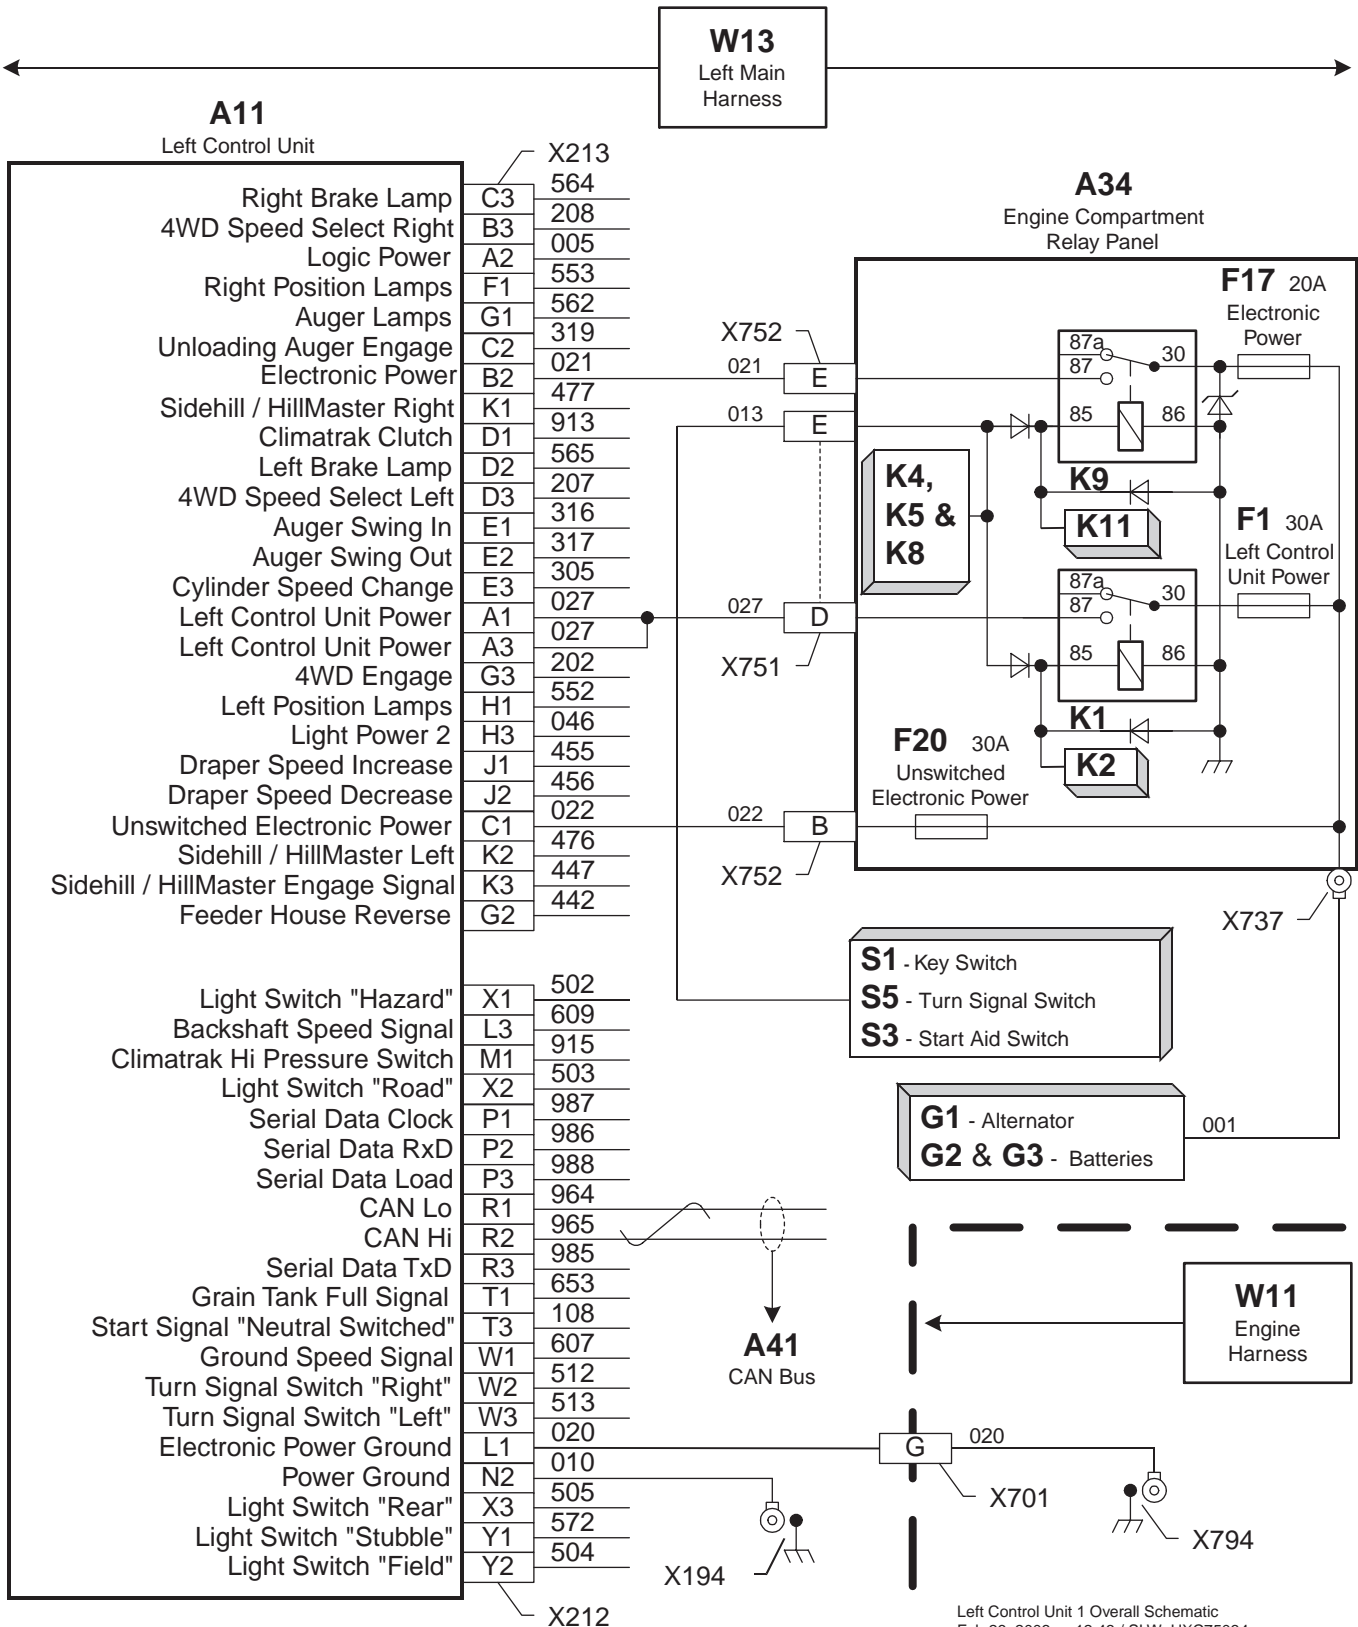 W13
Left Main
Harness
A11
Left Control Unit
X213
Right Brake Lamp C3 564
4WD Speed Select Right B3 208
Logic Power A2 005
Right Position Lamps F1 553
Auger Lamps G1 562
Unloading Auger Engage C2 319
Electronic Power B2 021
Sidehill / HillMaster Right K1 477
Climatrak Clutch D1 913
Left Brake Lamp D2 565
4WD Speed Select Left D3 207
Auger Swing In E1 316
Auger Swing Out E2 317
Cylinder Speed Change E3 305
Left Control Unit Power A1 027
Left Control Unit Power A3 027
4WD Engage G3 202
Left Position Lamps H1 552
Light Power 2 H3 046
Draper Speed Increase J1 455
Draper Speed Decrease J2 456
Unswitched Electronic Power C1 022
Sidehill / HillMaster Left K2 476
Sidehill / HillMaster Engage Signal K3 447
Feeder House Reverse G2 442
Light Switch "Hazard" X1 502
Backshaft Speed Signal L3 609
Climatrak Hi Pressure Switch M1 915
Light Switch "Road" X2 503
Serial Data Clock P1 987
Serial Data RxD P2 986
Serial Data Load P3 988
CAN Lo R1 964
CAN Hi R2 965
Serial Data TxD R3 985
Grain Tank Full Signal T1 653
Start Signal "Neutral Switched" T3 108
Ground Speed Signal W1 607
Turn Signal Switch "Right" W2 512
Turn Signal Switch "Left" W3 513
Electronic Power Ground L1 020
Power Ground N2 010
Light Switch "Rear" X3 505
Light Switch "Stubble" Y1 572
Light Switch "Field" Y2 504
X212
A34
Engine Compartment
Relay Panel
F17 20A
Electronic
Power
X752
021 E
013 E
87a
87
30
85
86
K9
K11
K4,
K5 &
K8
F1 30A
Left Control
Unit Power
027 D
X751
87a
87
30
85
86
K1
K2
F20 30A
Unswitched
Electronic Power
022 B
X752
X737
S1 - Key Switch
S5 - Turn Signal Switch
S3 - Start Aid Switch
G1 - Alternator
G2 & G3 - Batteries
001
A41
CAN Bus
W11
Engine
Harness
G 020
X701
X794
X194
Left Control Unit 1 Overall Schematic